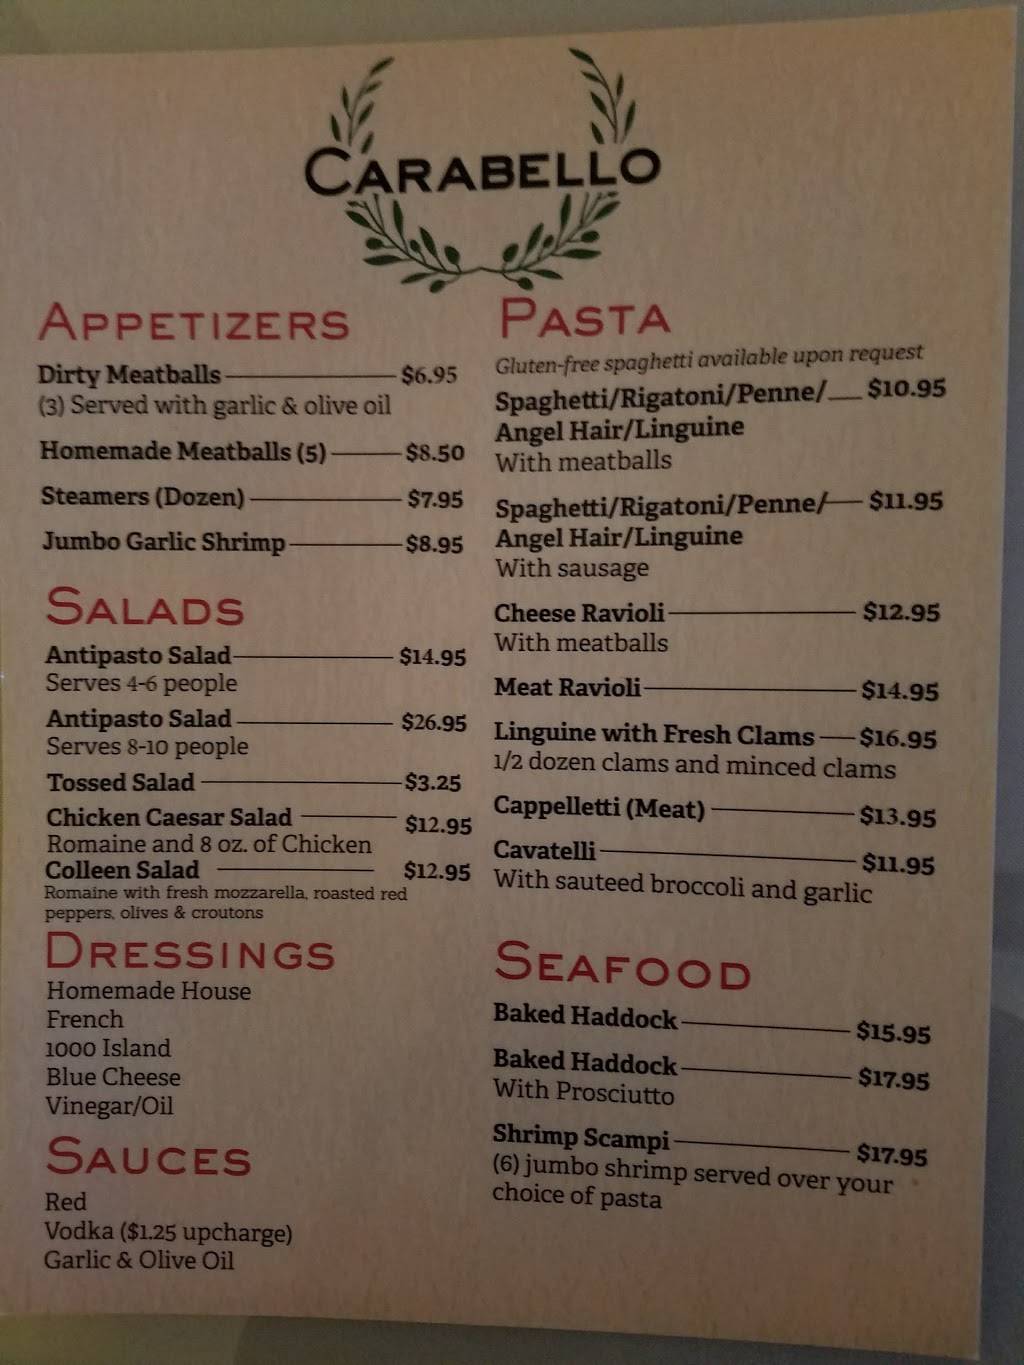 CARABELLO
APPETIZERS
Dirty Meatballs $6.95
(3) Served with garlic & olive oil
Homemade Meatballs (5) $8.50
Steamers (Dozen) $7.95
Jumbo Garlic Shrimp $8.95
SALADS
Antipasto Salad $14.95
Serves 4-6 people
Antipasto Salad $26.95
Serves 8-10 people
Tossed Salad $3.25
Chicken Caesar Salad $12.95
Romaine and 8 oz. of Chicken
Colleen Salad $12.95
Romaine with fresh mozzarella, roasted red
peppers, olives & croutons
DRESSINGS
Homemade House
French
1000 Island
Blue Cheese
Vinegar/Oil
SAUCES
Red
Vodka ($1.25 upcharge)
Garlic & Olive Oil
PASTA
Gluten-free spaghetti available upon request
Spaghetti/Rigatoni/Penne/ $10.95
Angel Hair/Linguine
With meatballs
Spaghetti/Rigatoni/Penne/ $11.95
Angel Hair/Linguine
With sausage
Cheese Ravioli $12.95
With meatballs
Meat Ravioli $14.95
Linguine with Fresh Clams $16.95
1/2 dozen clams and minced clams
Cappelletti (Meat) $13.95
Cavatelli $11.95
With sauteed broccoli and garlic
SEAFOOD
Baked Haddock $15.95
Baked Haddock $17.95
With Prosciutto
Shrimp Scampi $17.95
(6) jumbo shrimp served over your
choice of pasta